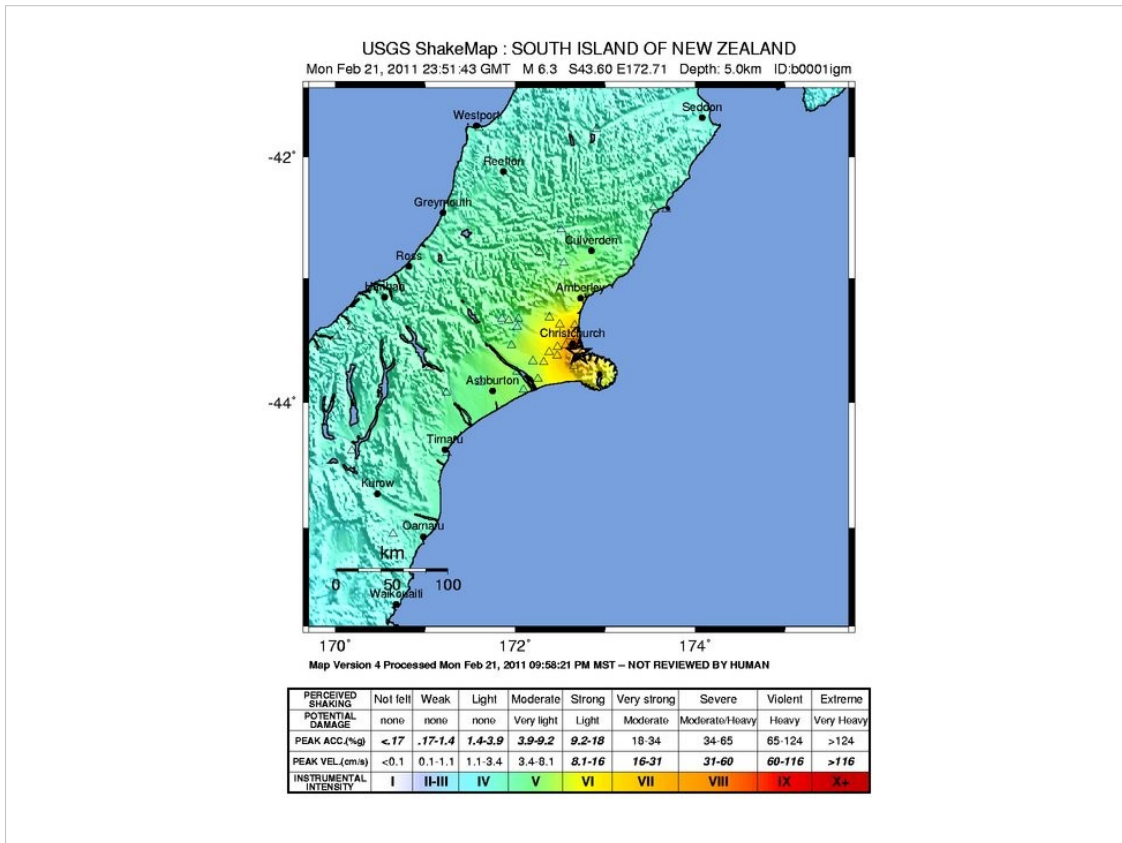 USGS ShakeMap : SOUTH ISLAND OF NEW ZEALAND
Mon Feb 21, 2011 23:51:43 GMT M 6.3 S43.60 E172.71 Depth: 5.0km ID:b0001igm
Seddon
Westport
-42°
Reefton
Greymouth
Culverden
Ross
Harihari
Amberley
Christchurch
Ashburton
-44°
Timaru
Kurow
Oamaru
km
0 50 100
Waikouaiti
170° 172° 174°
Map Version 4 Processed Mon Feb 21, 2011 09:58:21 PM MST -- NOT REVIEWED BY HUMAN
PERCEIVED SHAKING Not felt Weak Light Moderate Strong Very strong Severe Violent Extreme
POTENTIAL DAMAGE none none none Very light Light Moderate Moderate/Heavy Heavy Very Heavy
PEAK ACC.(%g) <.17 .17-1.4 1.4-3.9 3.9-9.2 9.2-18 18-34 34-65 65-124 >124
PEAK VEL.(cm/s) <0.1 0.1-1.1 1.1-3.4 3.4-8.1 8.1-16 16-31 31-60 60-116 >116
INSTRUMENTAL INTENSITY I II-III IV V VI VII VIII IX X+